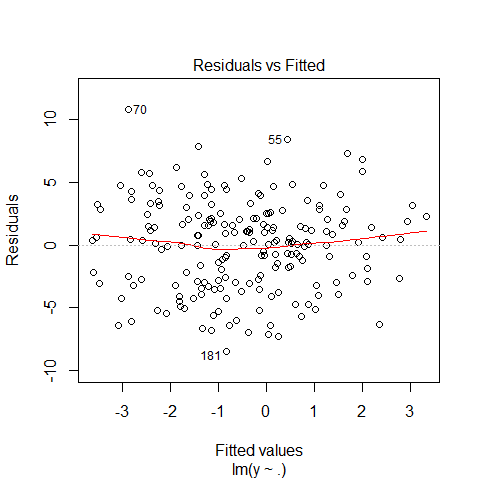 Residuals vs Fitted
Residuals
10
5
0
-5
-10
70
55
181
-3 -2 -1 0 1 2 3
Fitted values
lm(y ~ .)